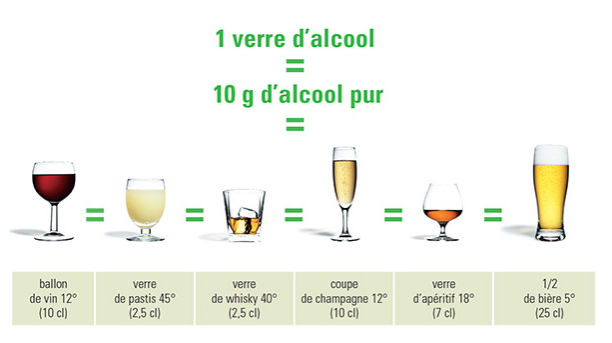 1 verre d’alcool
=
10 g d’alcool pur
=
= = = = =
ballon
de vin 12°
(10 cl)
verre
de pastis 45°
(2,5 cl)
verre
de whisky 40°
(2,5 cl)
coupe
de champagne 12°
(10 cl)
verre
d’apéritif 18°
(7 cl)
1/2
de bière 5°
(25 cl)